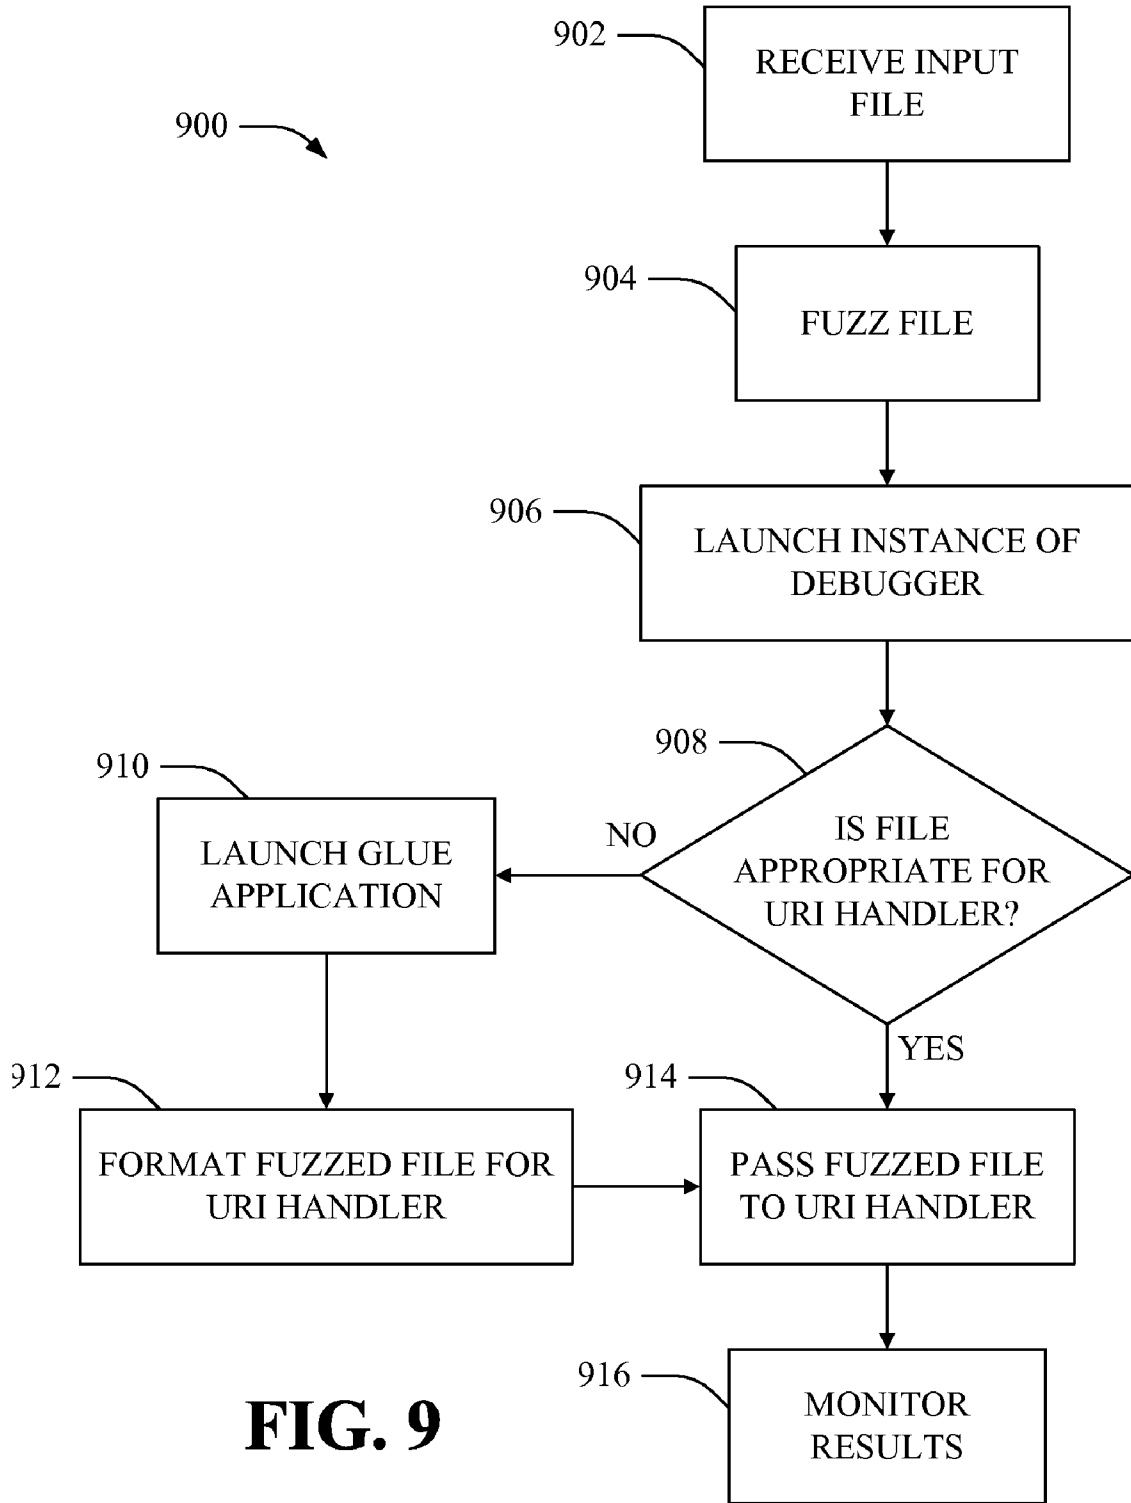 902
RECEIVE INPUT
FILE
900
904
FUZZ FILE
906
LAUNCH INSTANCE OF
DEBUGGER
908
IS FILE
APPROPRIATE FOR
URI HANDLER?
NO
910
LAUNCH GLUE
APPLICATION
YES
912
FORMAT FUZZED FILE FOR
URI HANDLER
914
PASS FUZZED FILE
TO URI HANDLER
916
MONITOR
RESULTS
FIG. 9